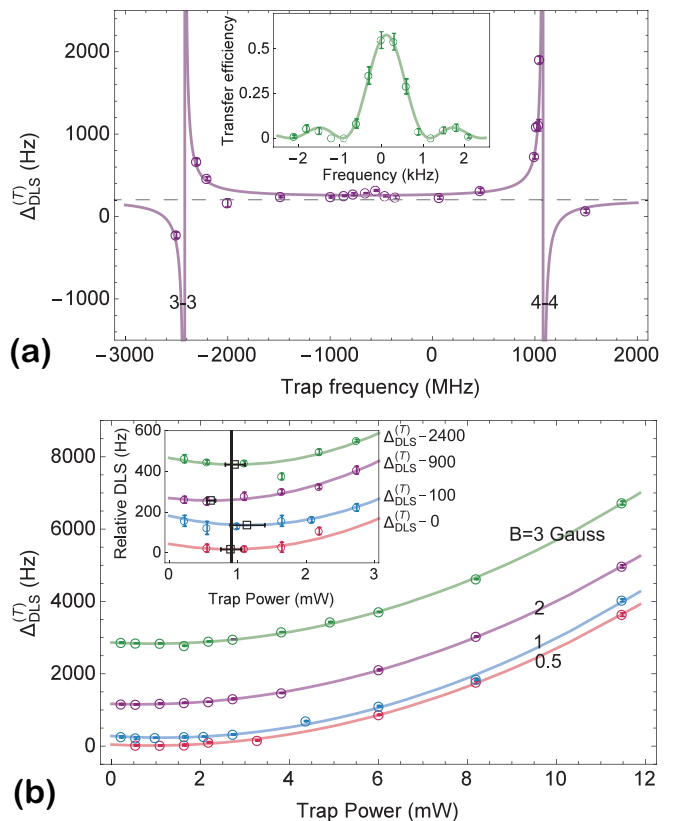 2000
1000
0
−1000
Δ_DLS^(T) (Hz)
0.5
0.25
0
Transfer efficiency
−2 −1 0 1 2
Frequency (kHz)
3-3
4-4
(a)
−3000 −2000 −1000 0 1000 2000
Trap frequency (MHz)
8000
6000
4000
2000
0
Δ_DLS^(T) (Hz)
600
400
200
0
Relative DLS (Hz)
0 1 2 3
Trap Power (mW)
Δ_DLS^(T) − 2400
Δ_DLS^(T) − 900
Δ_DLS^(T) − 100
Δ_DLS^(T) − 0
B=3 Gauss
2
1
0.5
(b)
0 2 4 6 8 10 12
Trap Power (mW)